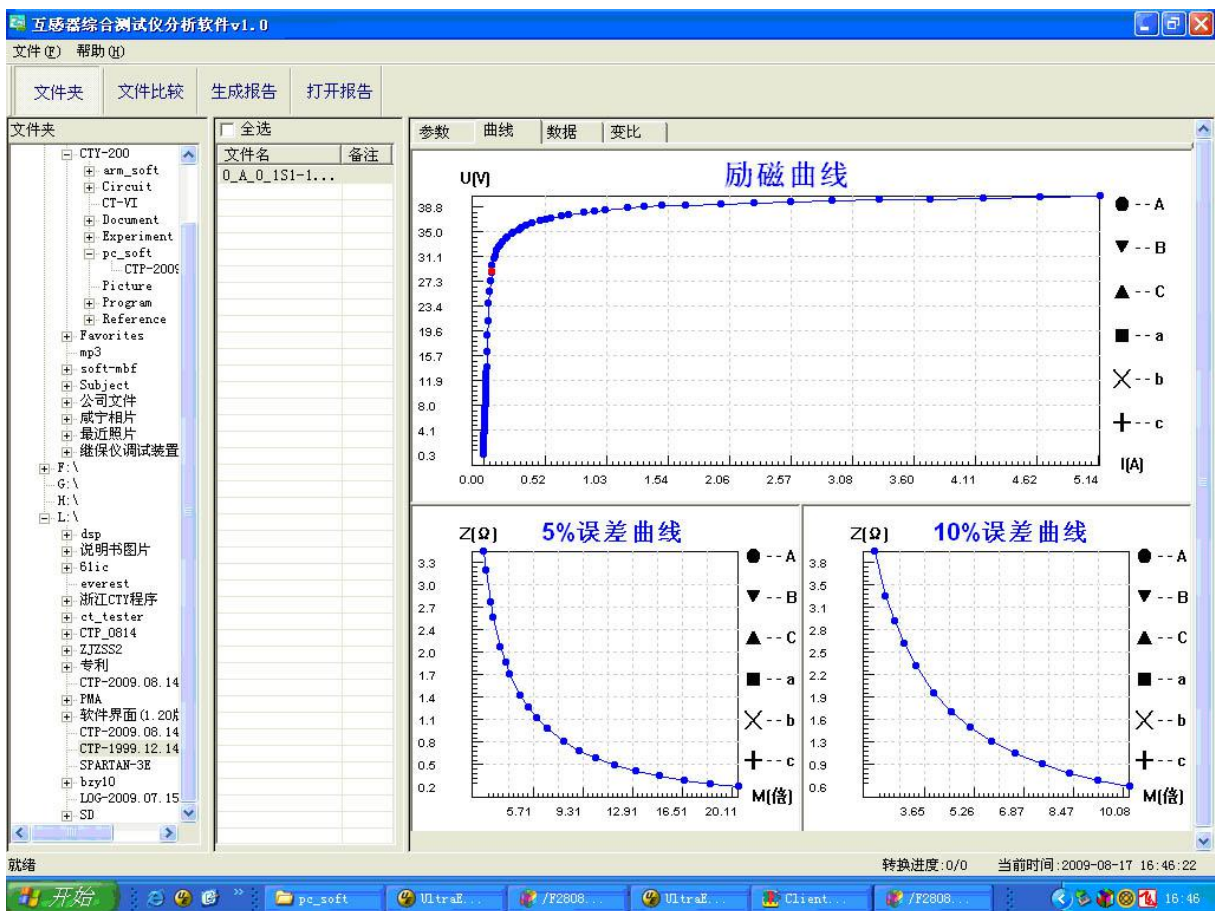 互感器综合测试仪分析软件v1.0
文件(F) 帮助(H)
文件夹 文件比较 生成报告 打开报告
文件夹
CTY-200
arm_soft
Circuit
CT-VI
Document
Experiment
pc_soft
CTP-2009
Picture
Program
Reference
Favorites
mp3
soft-mbf
Subject
公司文件
咸宁相片
最近照片
继保仪调试装置
F:\
G:\
H:\
L:\
dsp
说明书图片
61ic
everest
浙江CTY程序
ct_tester
CTP_0814
ZJZSS2
专利
CTP-2009.08.14
PMA
软件界面(1.20版
CTP-2009.08.14
CTP-1999.12.14
SPARTAN-3E
bzy10
LOG-2009.07.15
SD
全选
文件名 备注
0_A_0_1S1-1...
参数 曲线 数据 变比
励磁曲线
U(V)
38.8
35.0
31.1
27.3
23.4
19.6
15.7
11.9
8.0
4.1
0.3
0.00 0.52 1.03 1.54 2.06 2.57 3.08 3.60 4.11 4.62 5.14
I(A)
-- A
-- B
-- C
-- a
-- b
-- c
5%误差曲线
Z(Ω)
3.3
3.0
2.7
2.4
2.0
1.7
1.4
1.1
0.8
0.5
0.2
5.71 9.31 12.91 16.51 20.11
M(倍)
-- A
-- B
-- C
-- a
-- b
-- c
10%误差曲线
Z(Ω)
3.8
3.5
3.1
2.8
2.5
2.2
1.9
1.6
1.3
0.9
0.6
3.65 5.26 6.87 8.47 10.08
M(倍)
-- A
-- B
-- C
-- a
-- b
-- c
就绪
转换进度:0/0 当前时间:2009-08-17 16:46:22
开始 pc_soft UltraE... /F2808... UltraE... Client... /F2808... 16:46